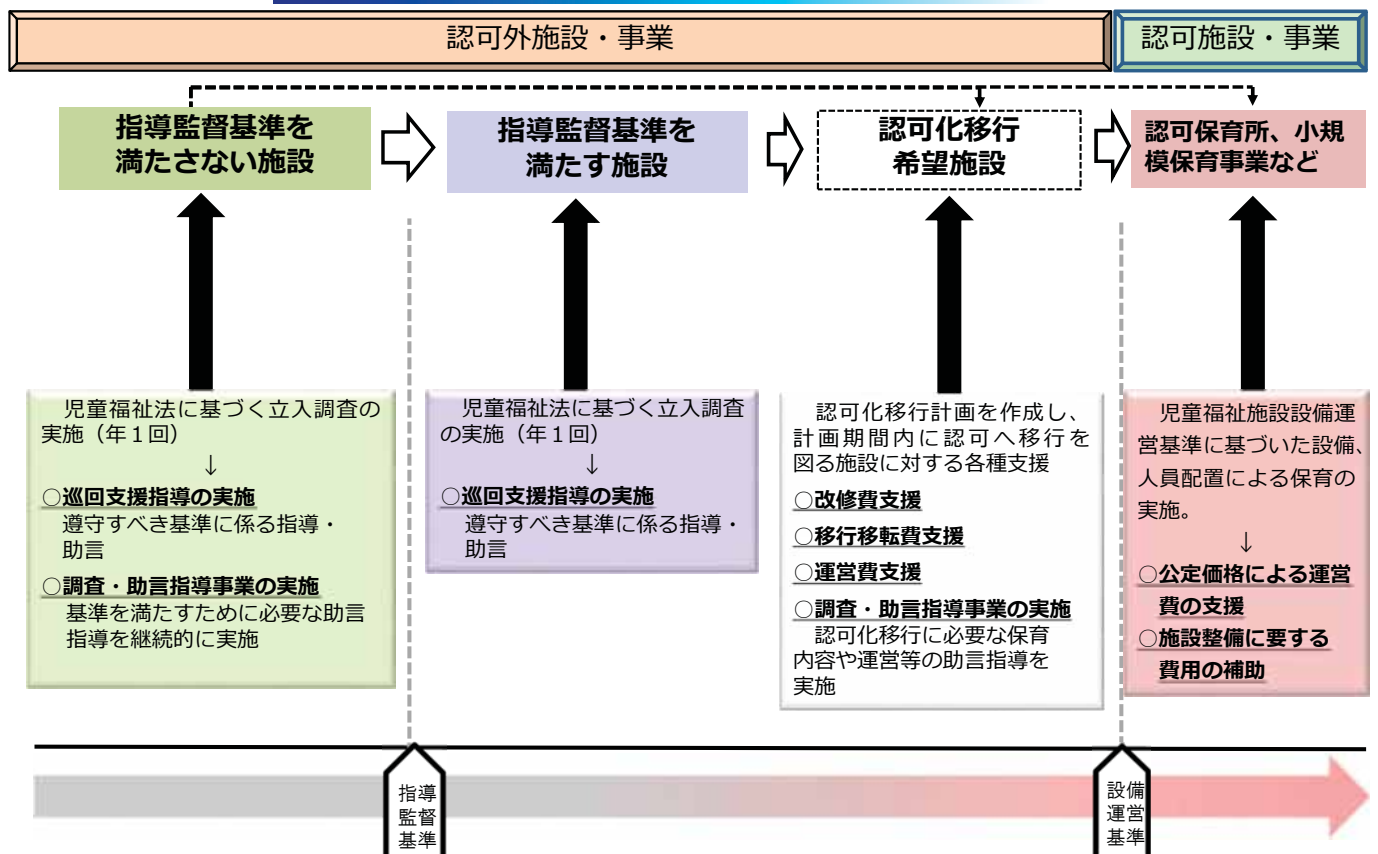 認可外施設・事業
認可施設・事業
指導監督基準を
満たさない施設
指導監督基準を
満たす施設
認可化移行
希望施設
認可保育所、小規
模保育事業など
児童福祉法に基づく立入調査の
実施（年１回）
↓
○巡回支援指導の実施
遵守すべき基準に係る指導・
助言
○調査・助言指導事業の実施
基準を満たすために必要な助言
指導を継続的に実施
児童福祉法に基づく立入調査
の実施（年１回）
↓
○巡回支援指導の実施
遵守すべき基準に係る指導・
助言
認可化移行計画を作成し、
計画期間内に認可へ移行を
図る施設に対する各種支援
○改修費支援
○移行移転費支援
○運営費支援
○調査・助言指導事業の実施
認可化移行に必要な保育
内容や運営等の助言指導を
実施
児童福祉施設設備運
営基準に基づいた設備、
人員配置による保育の
実施。
↓
○公定価格による運営
費の支援
○施設整備に要する
費用の補助
指導
監督
基準
設備
運営
基準